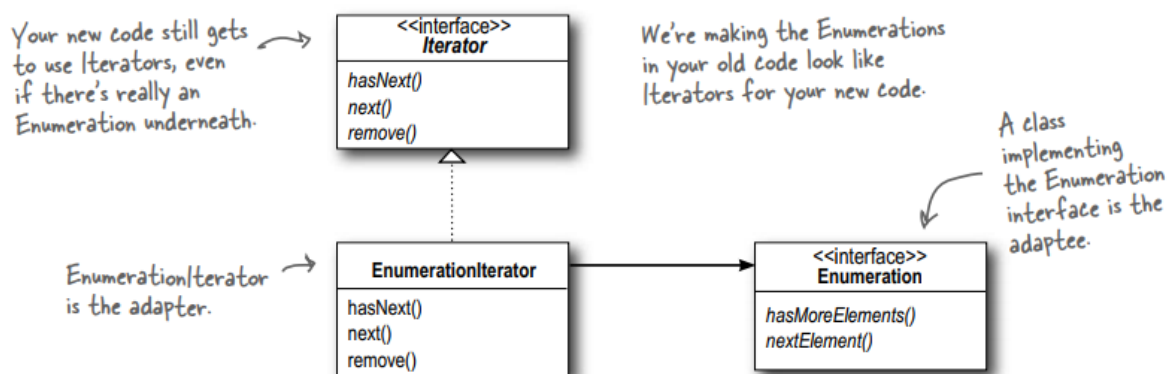 Your new code still gets
to use Iterators, even
if there's really an
Enumeration underneath.
<<interface>>
Iterator
hasNext()
next()
remove()
We're making the Enumerations
in your old code look like
Iterators for your new code.
A class
implementing
the Enumeration
interface is the
adaptee.
EnumerationIterator
is the adapter.
EnumerationIterator
hasNext()
next()
remove()
<<interface>>
Enumeration
hasMoreElements()
nextElement()